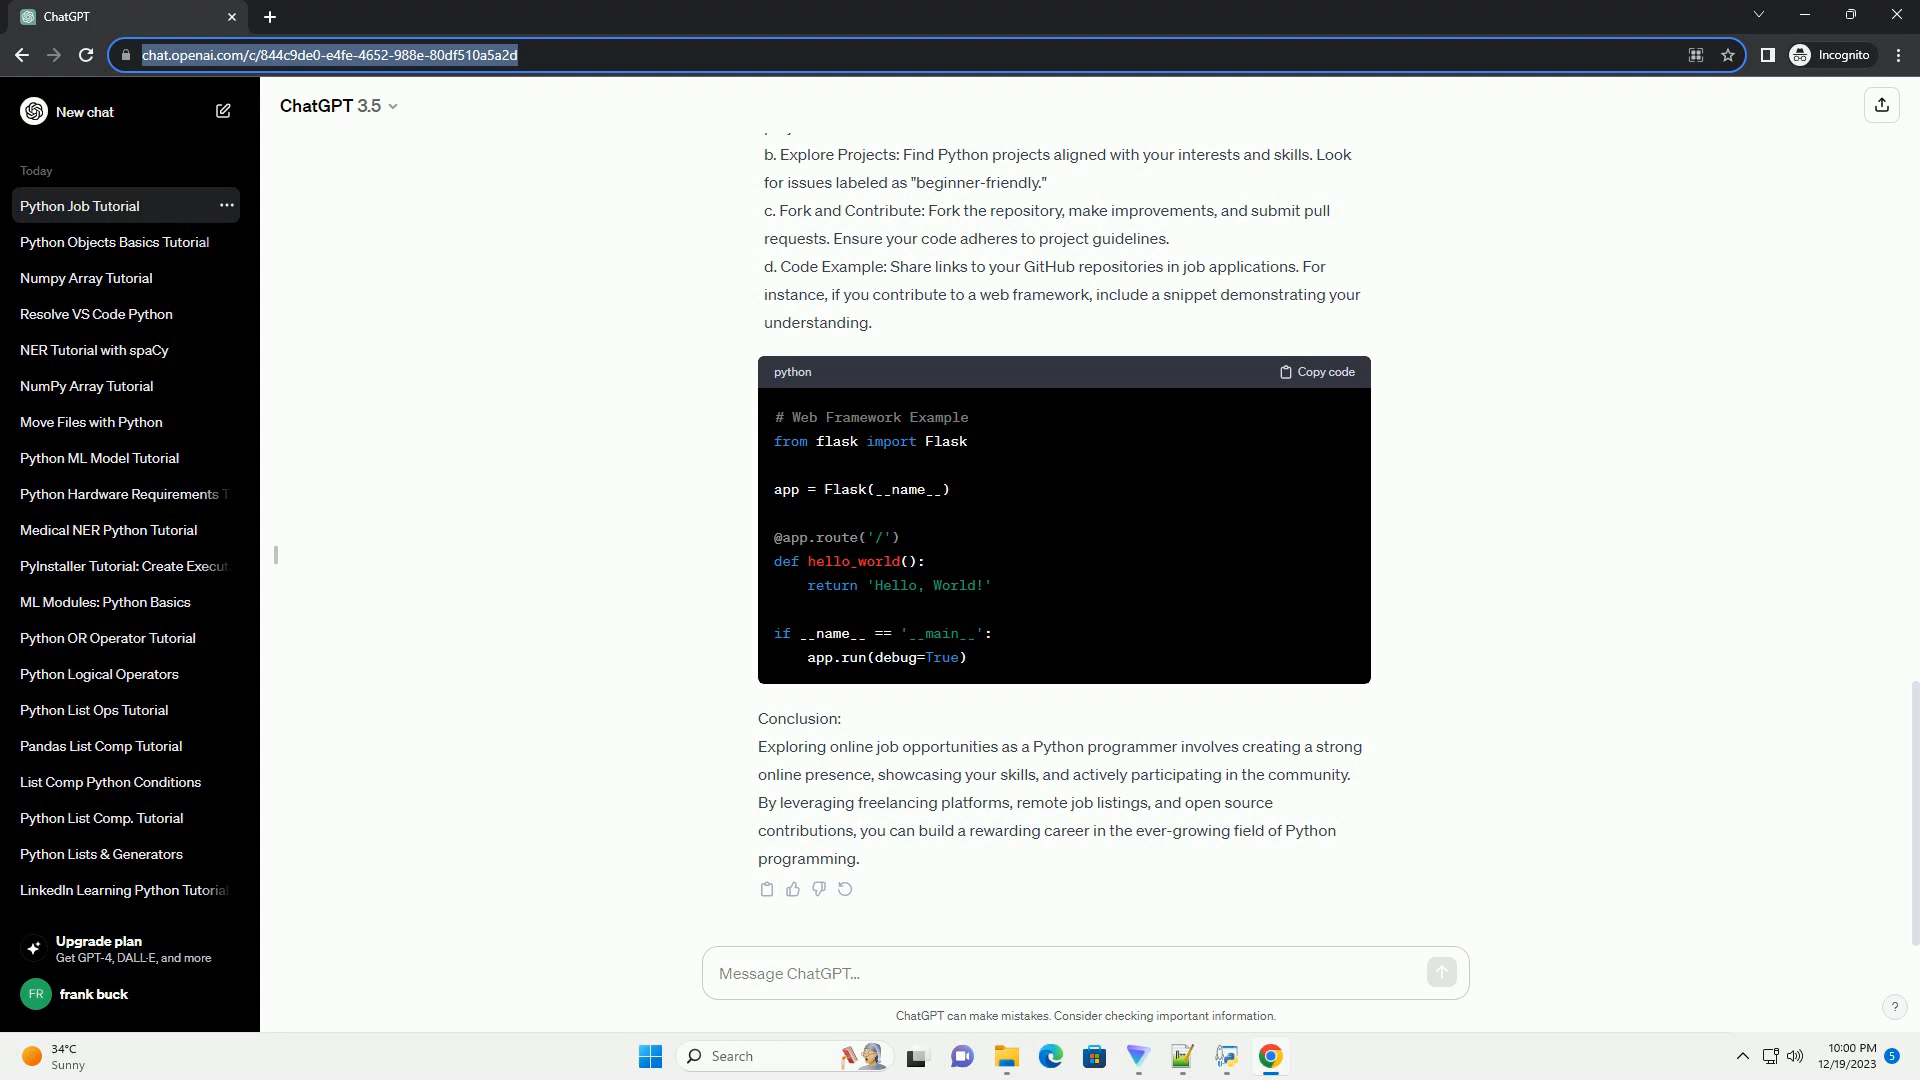 ChatGPT
chat.openai.com/c/844c9de0-e4fe-4652-988e-80df510a5a2d
Incognito
New chat
Today
Python Job Tutorial
Python Objects Basics Tutorial
Numpy Array Tutorial
Resolve VS Code Python
NER Tutorial with spaCy
NumPy Array Tutorial
Move Files with Python
Python ML Model Tutorial
Python Hardware Requirements T
Medical NER Python Tutorial
PyInstaller Tutorial: Create Execut
ML Modules: Python Basics
Python OR Operator Tutorial
Python Logical Operators
Python List Ops Tutorial
Pandas List Comp Tutorial
List Comp Python Conditions
Python List Comp. Tutorial
Python Lists & Generators
LinkedIn Learning Python Tutorial
Upgrade plan
Get GPT-4, DALL·E, and more
FR
frank buck
ChatGPT 3.5
b. Explore Projects: Find Python projects aligned with your interests and skills. Look
for issues labeled as "beginner-friendly."
c. Fork and Contribute: Fork the repository, make improvements, and submit pull
requests. Ensure your code adheres to project guidelines.
d. Code Example: Share links to your GitHub repositories in job applications. For
instance, if you contribute to a web framework, include a snippet demonstrating your
understanding.
python
Copy code
# Web Framework Example
from flask import Flask
app = Flask(__name__)
@app.route('/')
def hello_world():
return 'Hello, World!'
if __name__ == '__main__':
app.run(debug=True)
Conclusion:
Exploring online job opportunities as a Python programmer involves creating a strong
online presence, showcasing your skills, and actively participating in the community.
By leveraging freelancing platforms, remote job listings, and open source
contributions, you can build a rewarding career in the ever-growing field of Python
programming.
Message ChatGPT...
ChatGPT can make mistakes. Consider checking important information.
?
34°C
Sunny
Search
10:00 PM
12/19/2023
5